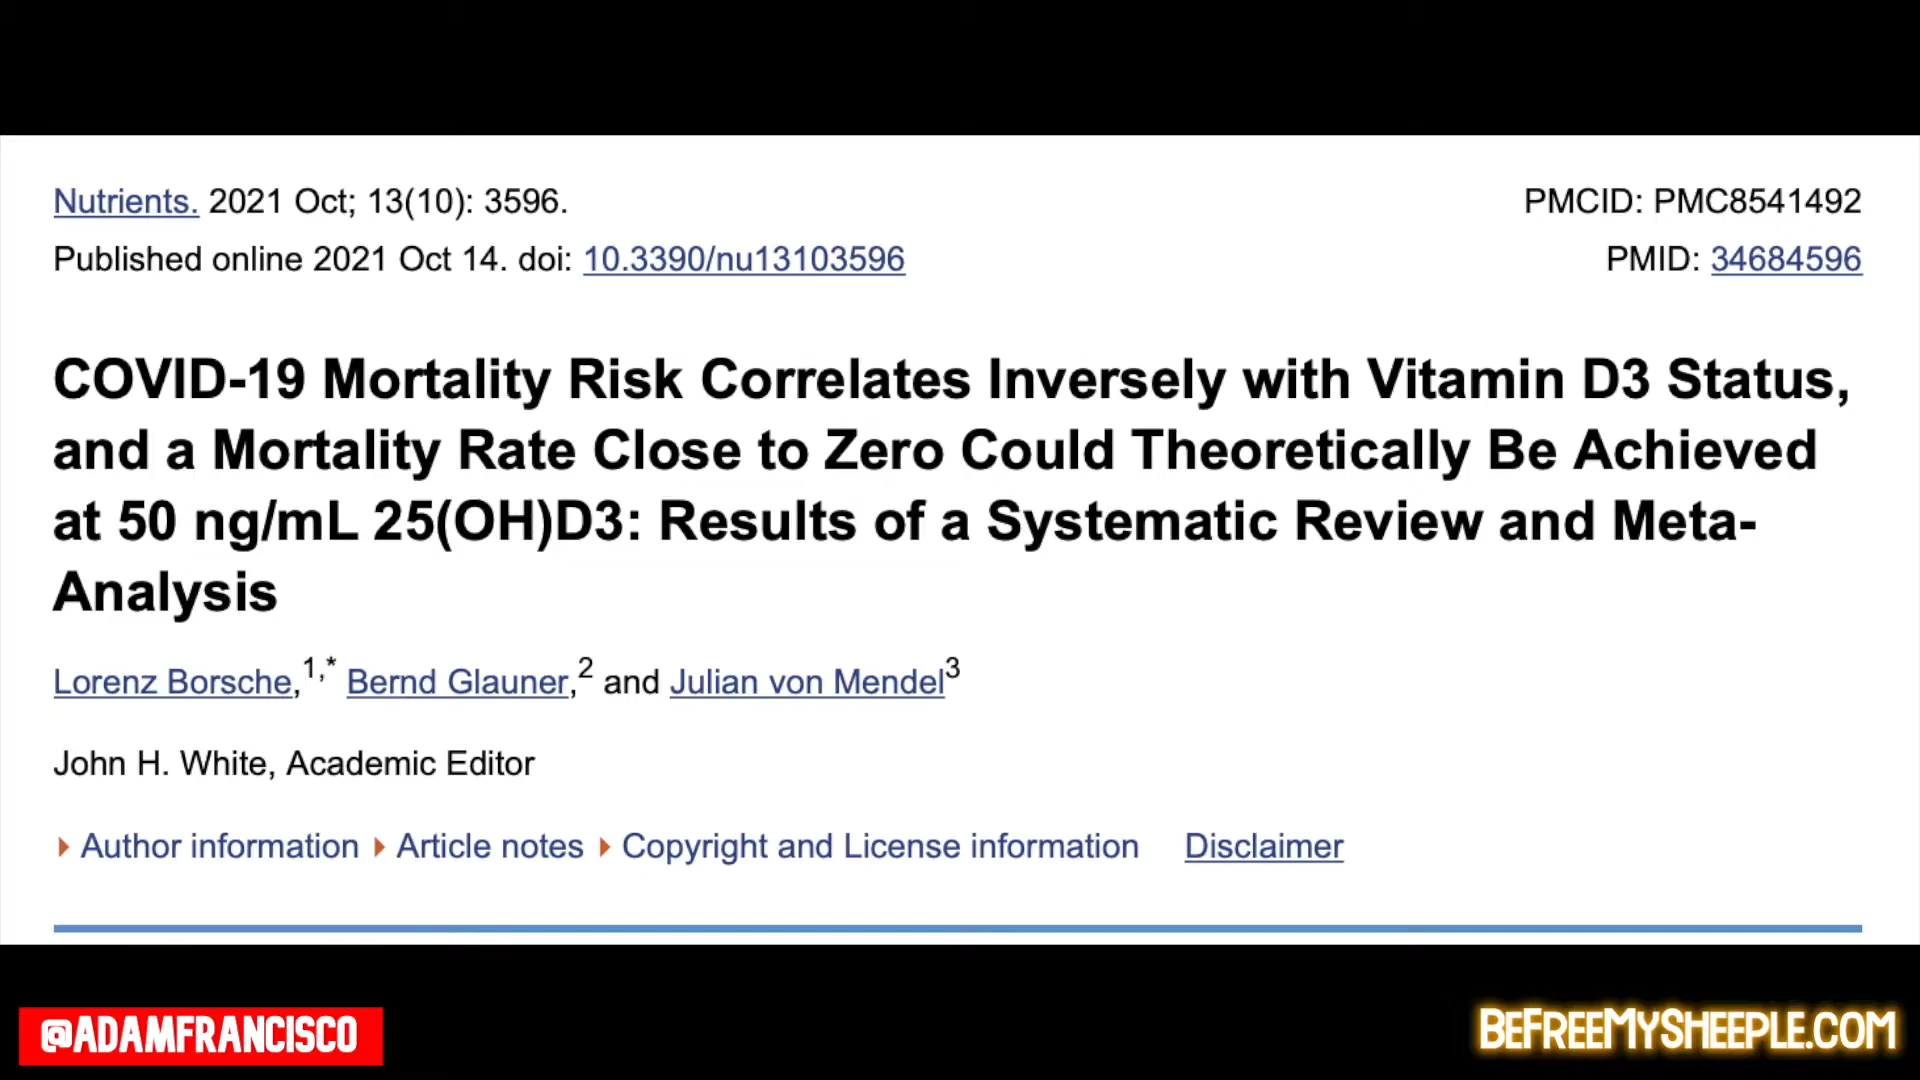 Nutrients. 2021 Oct; 13(10): 3596.
PMCID: PMC8541492
Published online 2021 Oct 14. doi: 10.3390/nu13103596
PMID: 34684596
COVID-19 Mortality Risk Correlates Inversely with Vitamin D3 Status,
and a Mortality Rate Close to Zero Could Theoretically Be Achieved
at 50 ng/mL 25(OH)D3: Results of a Systematic Review and Meta-
Analysis
Lorenz Borsche,1,* Bernd Glauner,2 and Julian von Mendel3
John H. White, Academic Editor
Author information Article notes Copyright and License information Disclaimer
@ADAMFRANCISCO
BEFREEMYSHEEPLE.COM